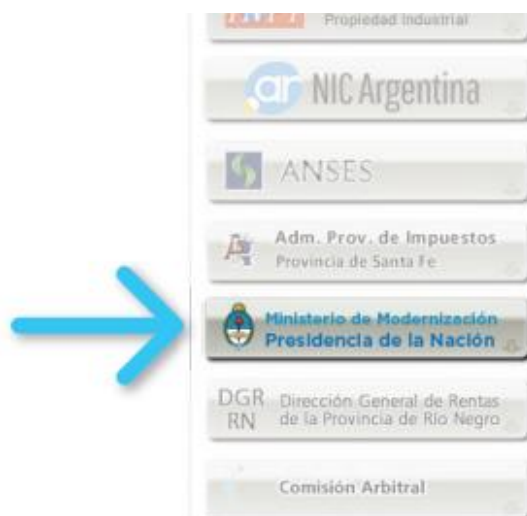 Propiedad Industrial
.ar NIC Argentina
ANSES
Adm. Prov. de Impuestos
Provincia de Santa Fe
Ministerio de Modernización
Presidencia de la Nación
DGR Dirección General de Rentas
RN de la Provincia de Río Negro
Comisión Arbitral